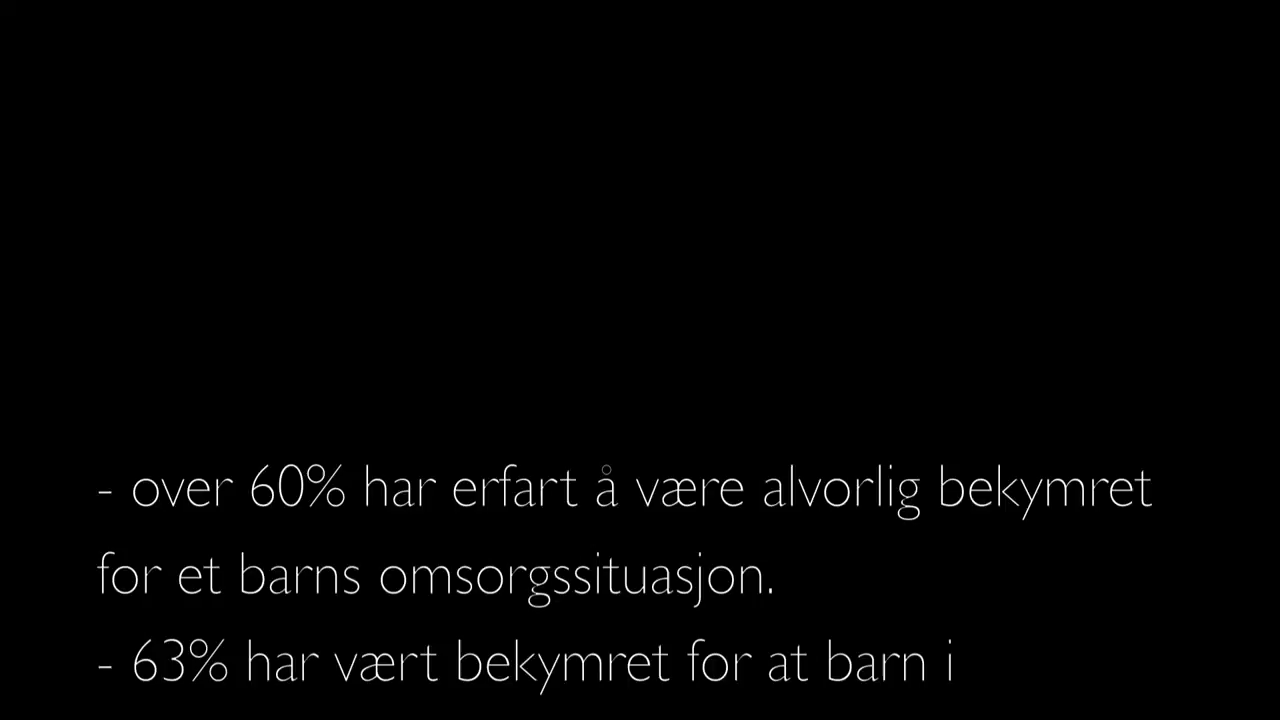 - over 60% har erfart å være alvorlig bekymret
for et barns omsorgssituasjon.
- 63% har vært bekymret for at barn i